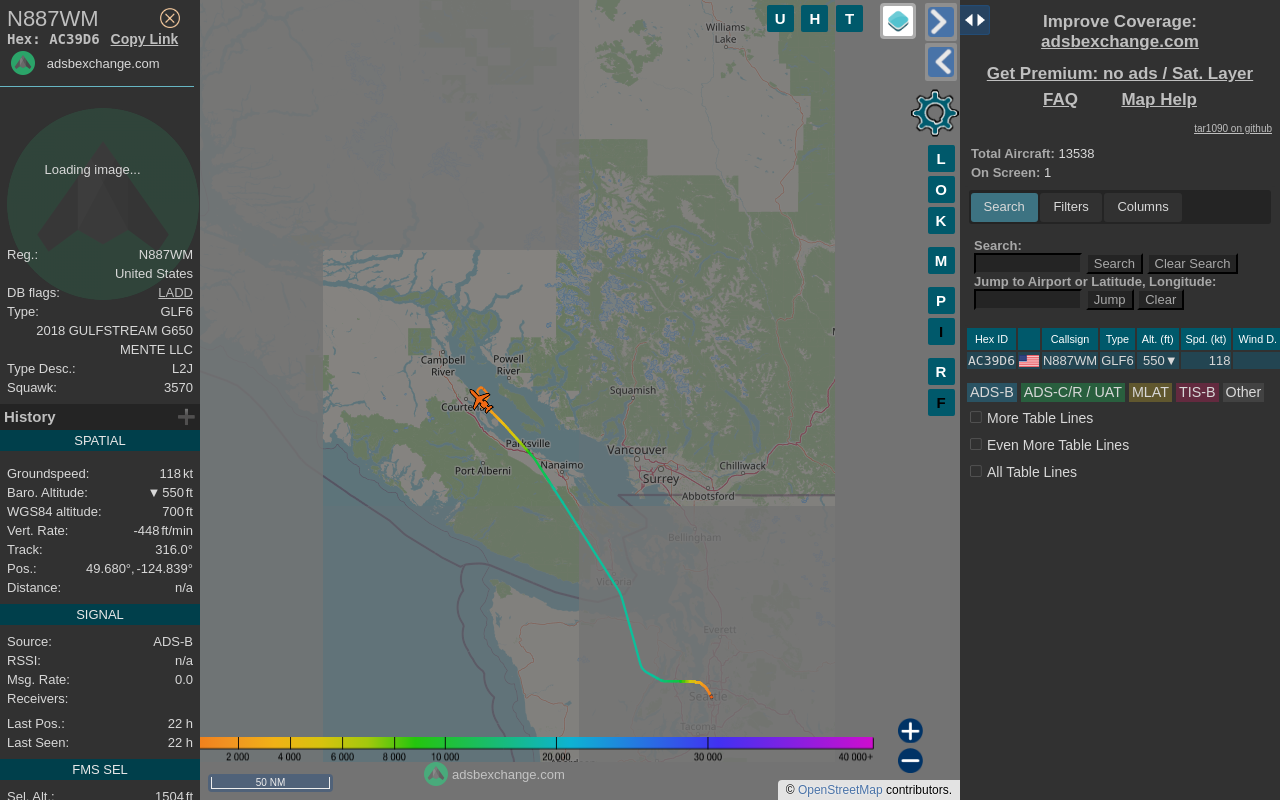 N887WM
Hex: AC39D6 Copy Link
adsbexchange.com
Loading image...
Reg.: N887WM
United States
DB flags: LADD
Type: GLF6
2018 GULFSTREAM G650
MENTE LLC
Type Desc.: L2J
Squawk: 3570
History
SPATIAL
Groundspeed: 118 kt
Baro. Altitude: ▼ 550 ft
WGS84 altitude: 700 ft
Vert. Rate: -448 ft/min
Track: 316.0°
Pos.: 49.680°, -124.839°
Distance: n/a
SIGNAL
Source: ADS-B
RSSI: n/a
Msg. Rate: 0.0
Receivers:
Last Pos.: 22 h
Last Seen: 22 h
FMS SEL
Sel. Alt.: 1504 ft
U H T
Williams
Lake
L
O
K
M
P
I
R
F
Campbell
River
Powell
River
Squamish
Parksville
Nanaimo
Port Alberni
Vancouver
Surrey
Chilliwack
Abbotsford
Bellingham
Victoria
Everett
Seattle
Tacoma
2 000 4 000 6 000 8 000 10 000 20,000 30 000 40 000+
50 NM
adsbexchange.com
© OpenStreetMap contributors.
Improve Coverage:
adsbexchange.com
Get Premium: no ads / Sat. Layer
FAQ Map Help
tar1090 on github
Total Aircraft: 13538
On Screen: 1
Search Filters Columns
Search:
Search Clear Search
Jump to Airport or Latitude, Longitude:
Jump Clear
Hex ID Callsign Type Alt. (ft) Spd. (kt) Wind D.
AC39D6 N887WM GLF6 550 ▼ 118
ADS-B ADS-C/R / UAT MLAT TIS-B Other
More Table Lines
Even More Table Lines
All Table Lines